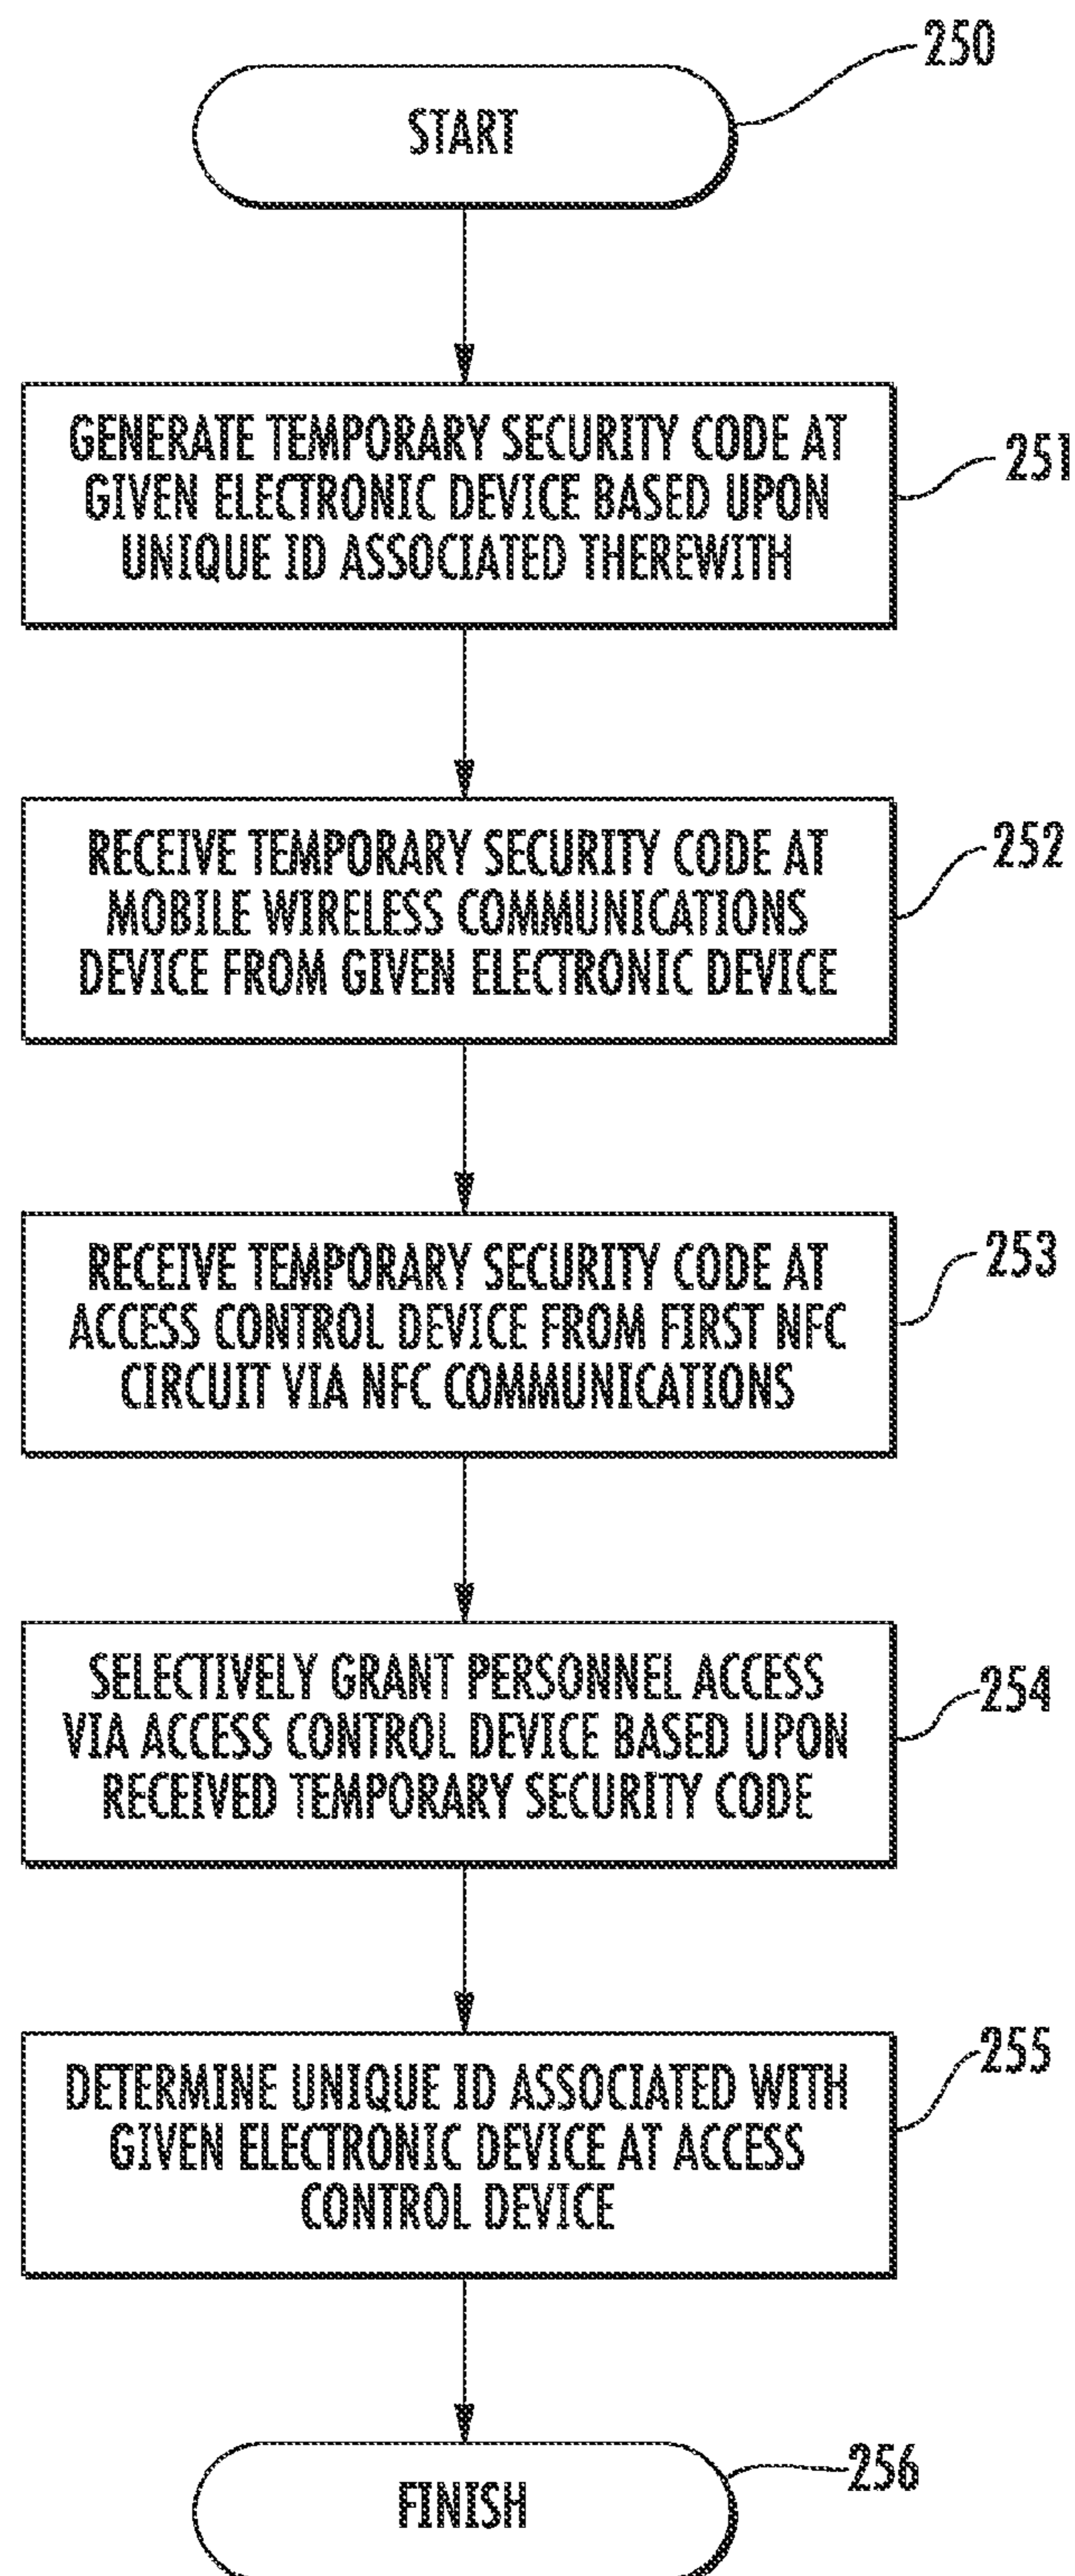 250
START
GENERATE TEMPORARY SECURITY CODE AT
GIVEN ELECTRONIC DEVICE BASED UPON
UNIQUE ID ASSOCIATED THEREWITH
251
RECEIVE TEMPORARY SECURITY CODE AT
MOBILE WIRELESS COMMUNICATIONS
DEVICE FROM GIVEN ELECTRONIC DEVICE
252
RECEIVE TEMPORARY SECURITY CODE AT
ACCESS CONTROL DEVICE FROM FIRST NFC
CIRCUIT VIA NFC COMMUNICATIONS
253
SELECTIVELY GRANT PERSONNEL ACCESS
VIA ACCESS CONTROL DEVICE BASED UPON
RECEIVED TEMPORARY SECURITY CODE
254
DETERMINE UNIQUE ID ASSOCIATED WITH
GIVEN ELECTRONIC DEVICE AT ACCESS
CONTROL DEVICE
255
FINISH
256